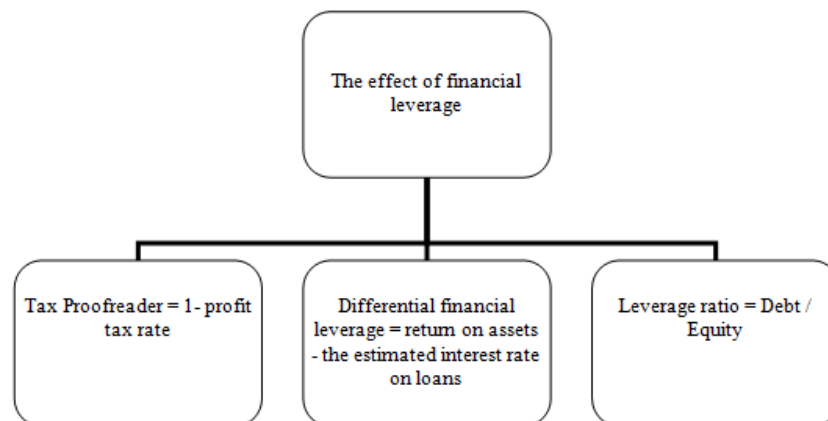 The effect of financial
leverage
Tax Proofreader = 1- profit
tax rate
Differential financial
leverage = return on assets
- the estimated interest rate
on loans
Leverage ratio = Debt /
Equity